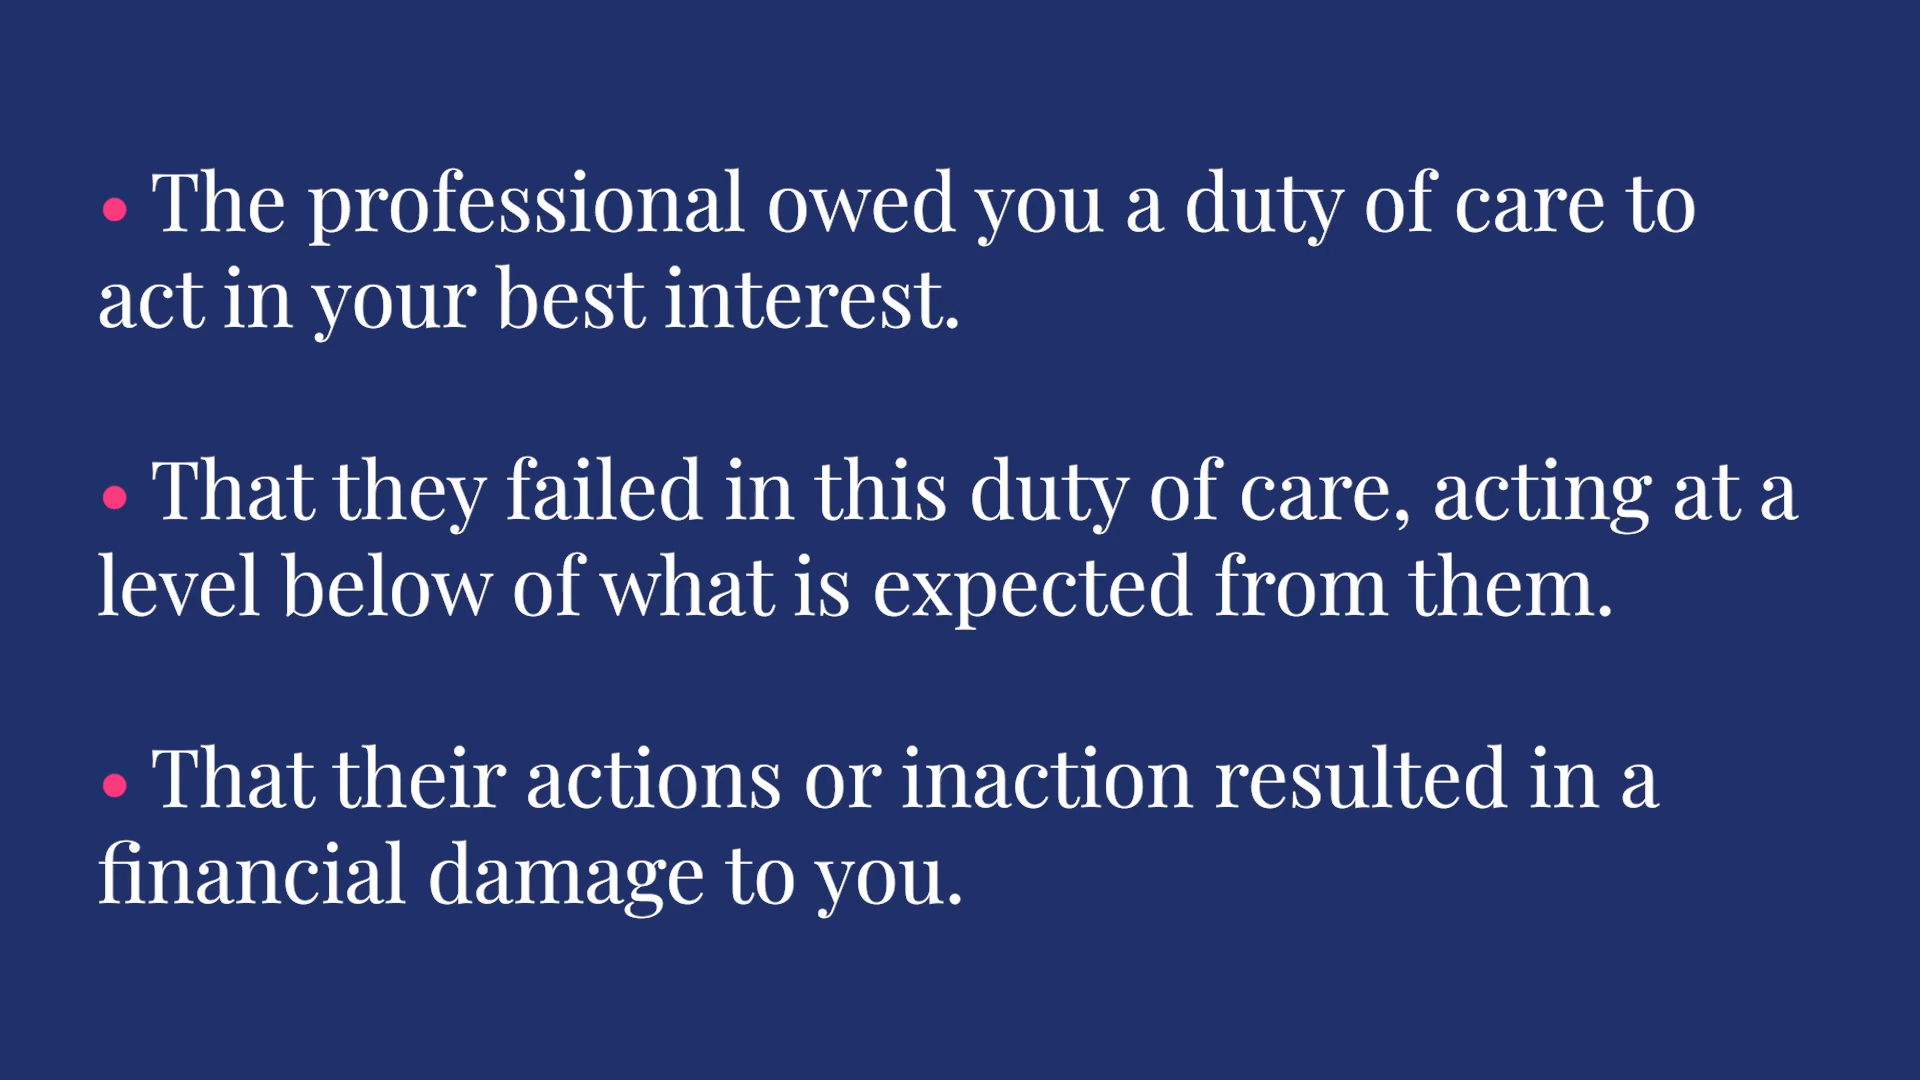 • The professional owed you a duty of care to
act in your best interest.
• That they failed in this duty of care, acting at a
level below of what is expected from them.
• That their actions or inaction resulted in a
financial damage to you.